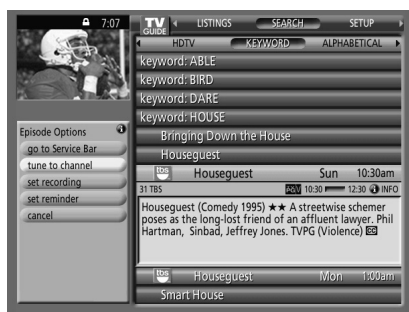 7:07
TV GUIDE LISTINGS SEARCH SETUP
HDTV KEYWORD ALPHABETICAL
keyword: ABLE
keyword: BIRD
keyword: DARE
keyword: HOUSE
Bringing Down the House
Houseguest
tbs Houseguest Sun 10:30am
31 TBS 10:30 12:30 INFO
Houseguest (Comedy 1995) ★★ A streetwise schemer
poses as the long-lost friend of an affluent lawyer. Phil
Hartman, Sinbad, Jeffrey Jones. TVPG (Violence) CC
tbs Houseguest Mon 1:00am
Smart House
Episode Options
go to Service Bar
tune to channel
set recording
set reminder
cancel